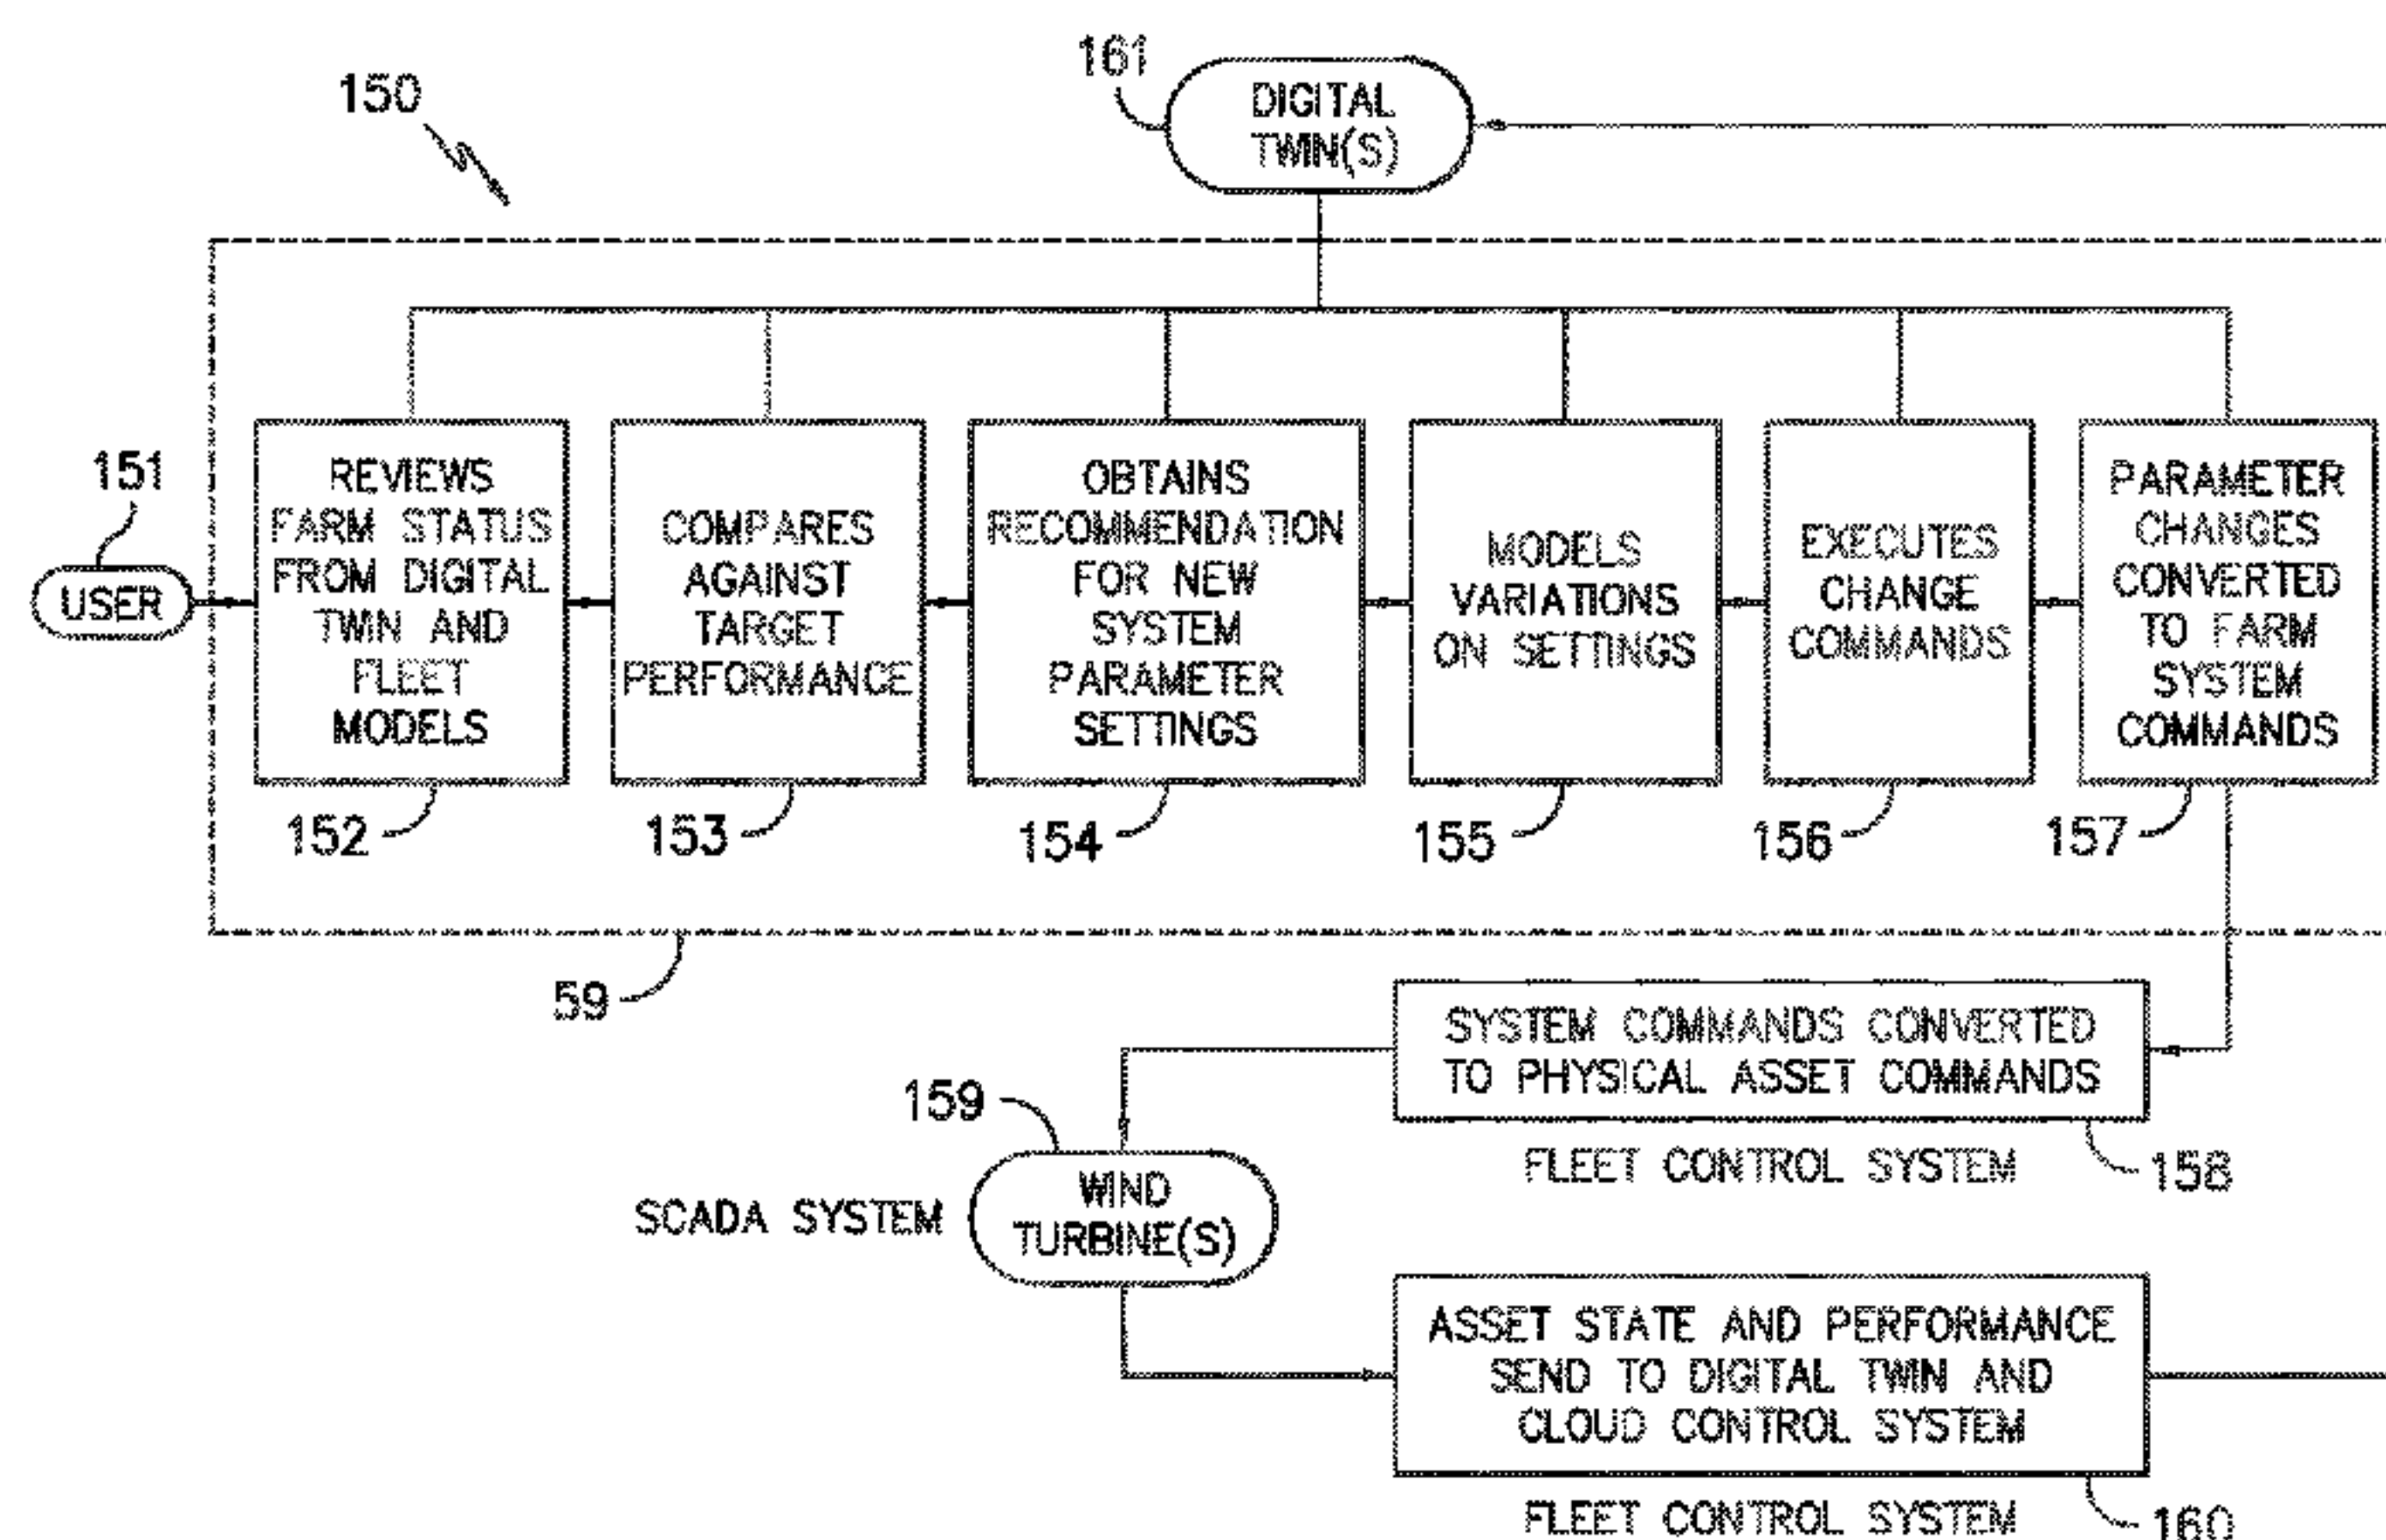 161
150
DIGITAL
TWIN(S)
151
USER
REVIEWS
FARM STATUS
FROM DIGITAL
TWIN AND
FLEET
MODELS
152
COMPARES
AGAINST
TARGET
PERFORMANCE
153
OBTAINS
RECOMMENDATION
FOR NEW
SYSTEM
PARAMETER
SETTINGS
154
MODELS
VARIATIONS
ON SETTINGS
155
EXECUTES
CHANGE
COMMANDS
156
PARAMETER
CHANGES
CONVERTED
TO FARM
SYSTEM
COMMANDS
157
59
SYSTEM COMMANDS CONVERTED
TO PHYSICAL ASSET COMMANDS
FLEET CONTROL SYSTEM
158
159
SCADA SYSTEM
WIND
TURBINE(S)
ASSET STATE AND PERFORMANCE
SEND TO DIGITAL TWIN AND
CLOUD CONTROL SYSTEM
FLEET CONTROL SYSTEM
160